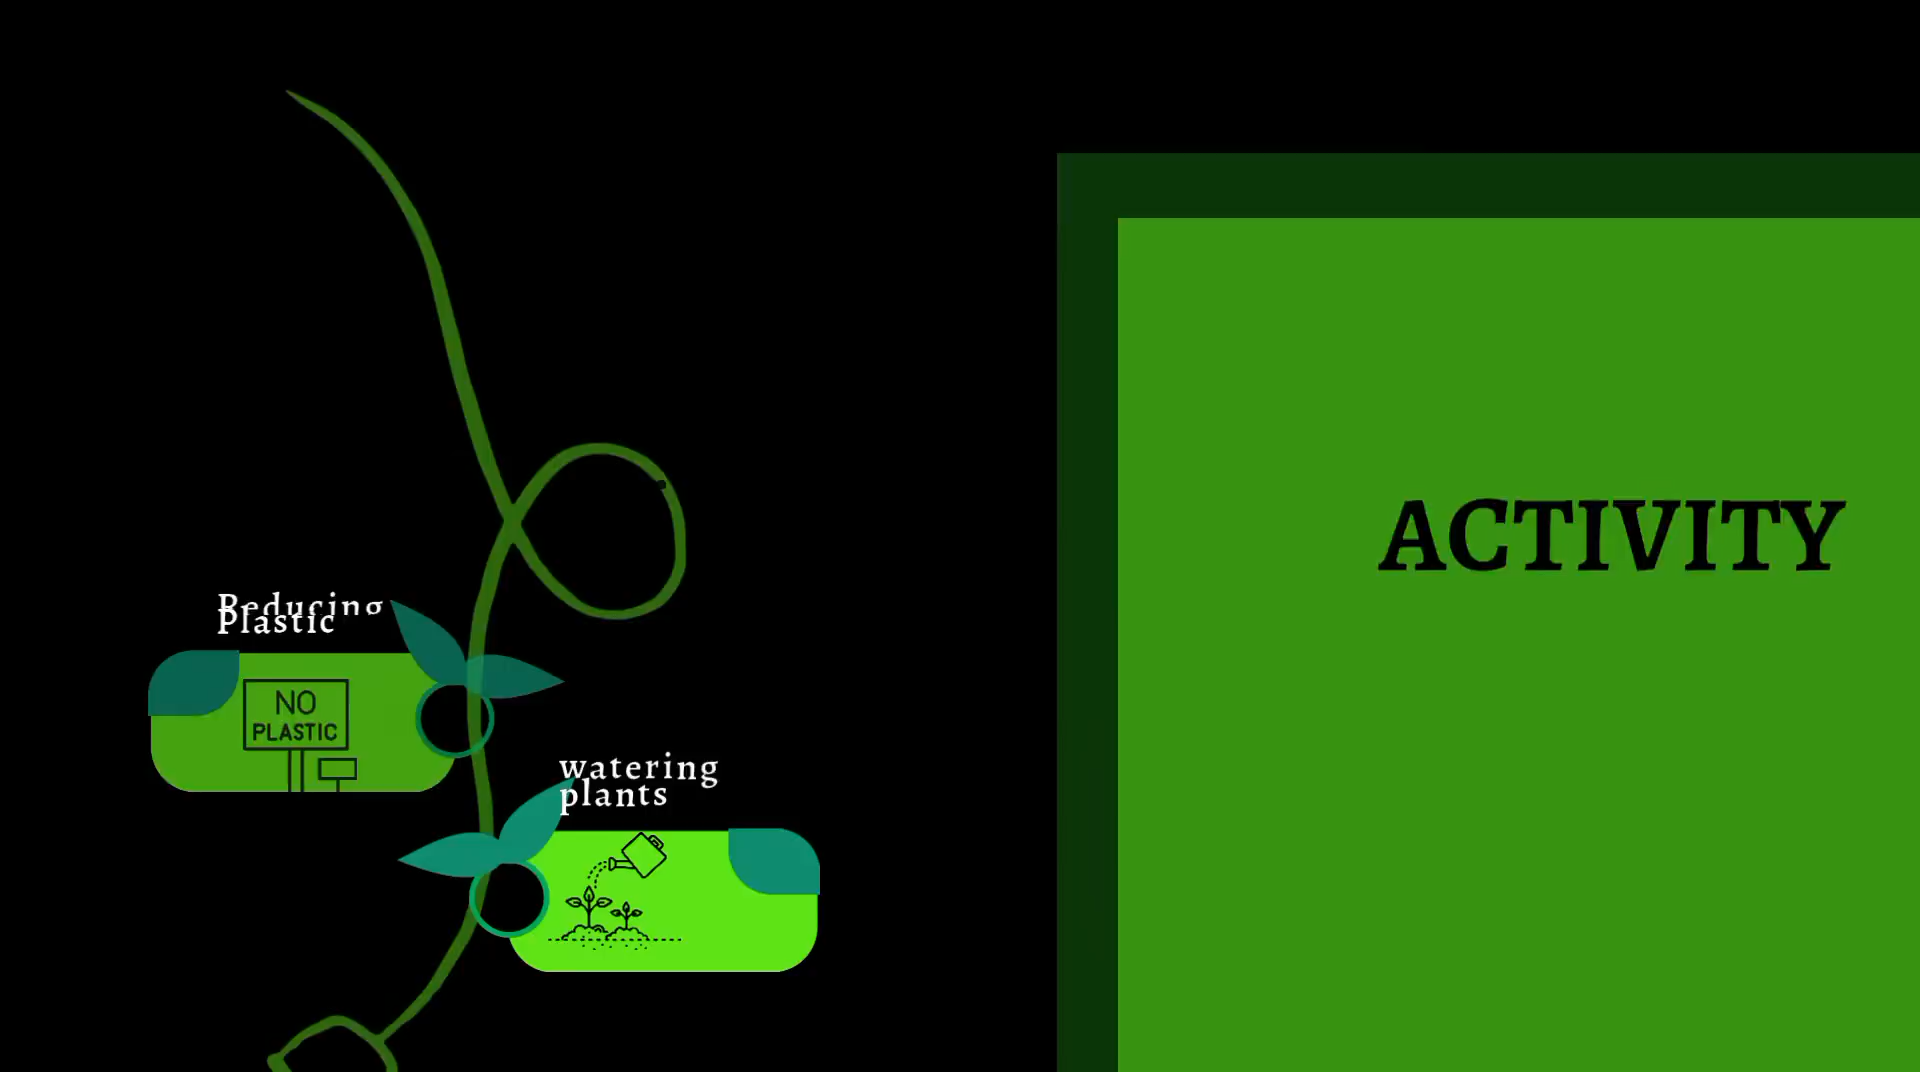 Reducing
Plastic
NO
PLASTIC
watering
plants
ACTIVITY